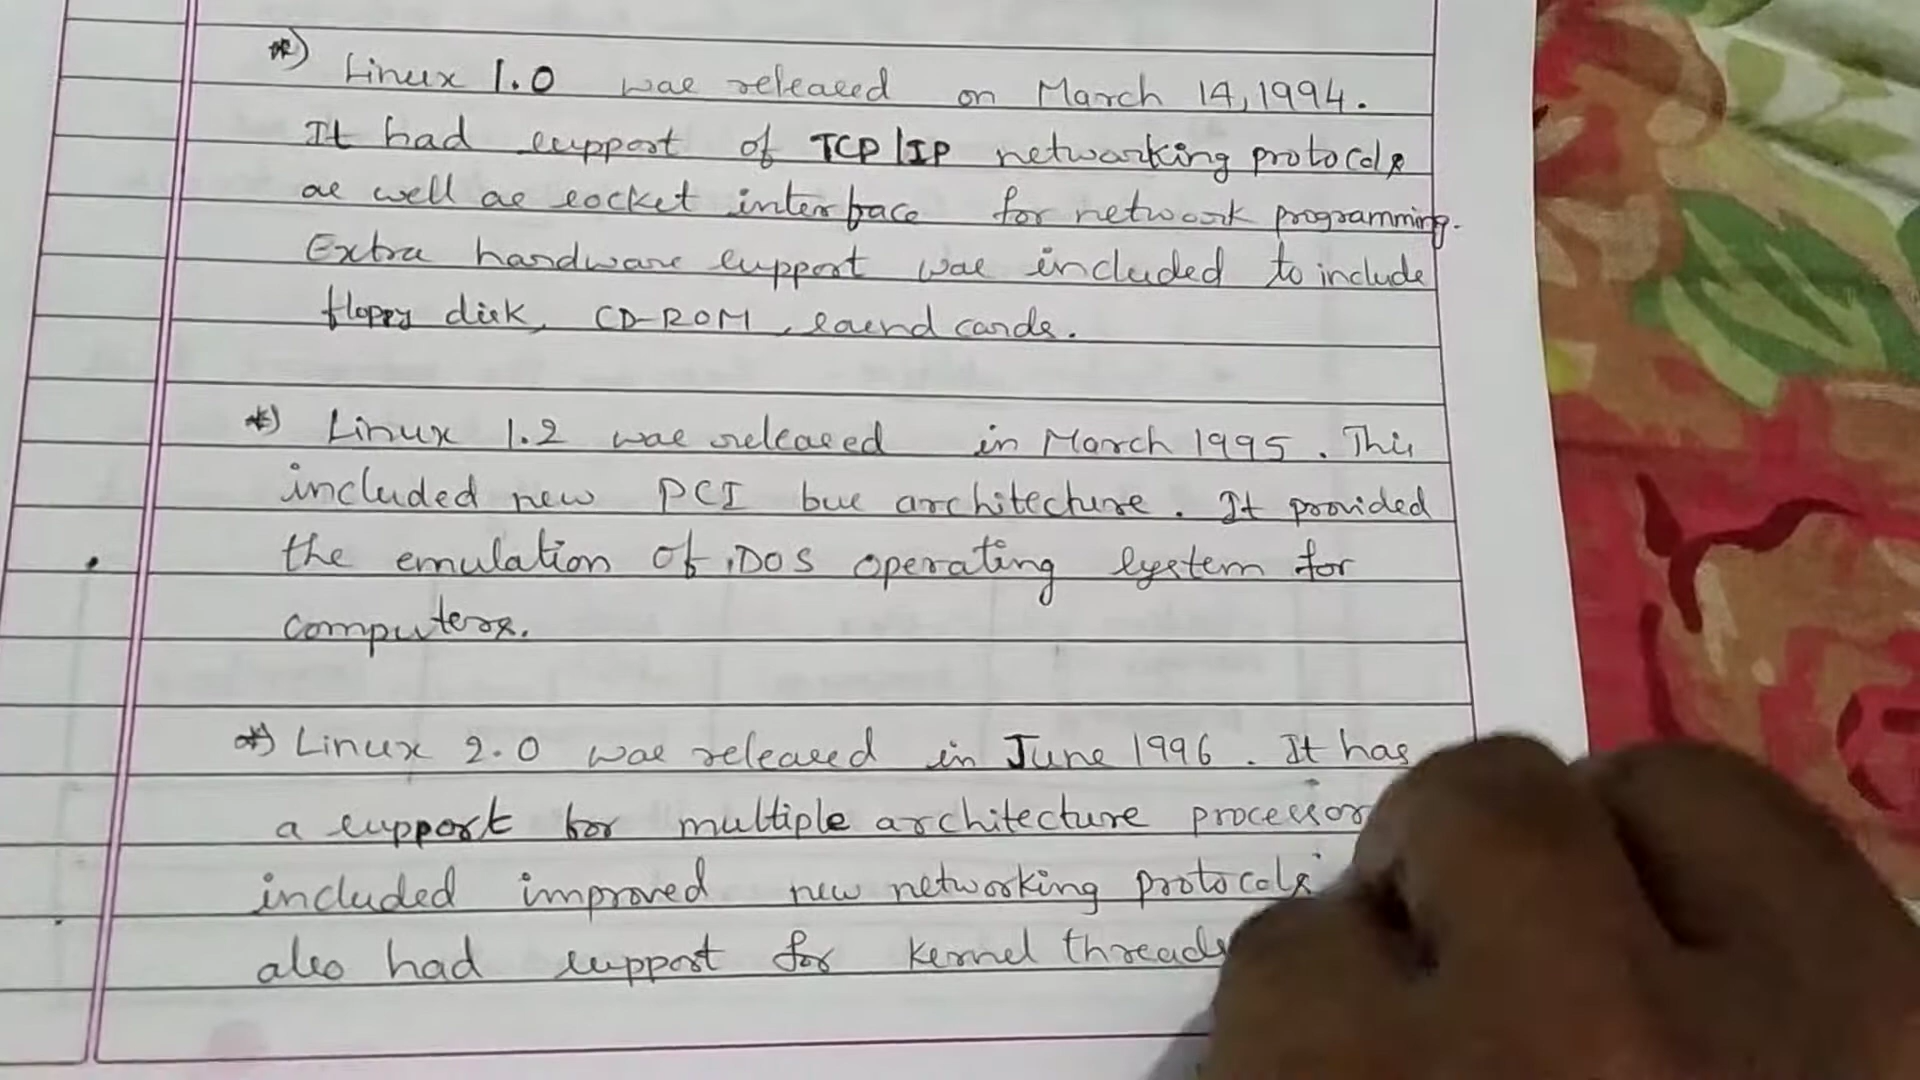 *) Linux 1.0 was released on March 14, 1994.
It had support of TCP/IP networking protocols
as well as socket interface for network programming.
Extra hardware support was included to include
floppy disk, CD-ROM, sound cards.
*) Linux 1.2 was released in March 1995. This
included new PCI bus architecture. It provided
the emulation of DOS operating system for
computers.
*) Linux 2.0 was released in June 1996. It has
a support for multiple architecture processor
included improved new networking protocols
also had support for kernel threads